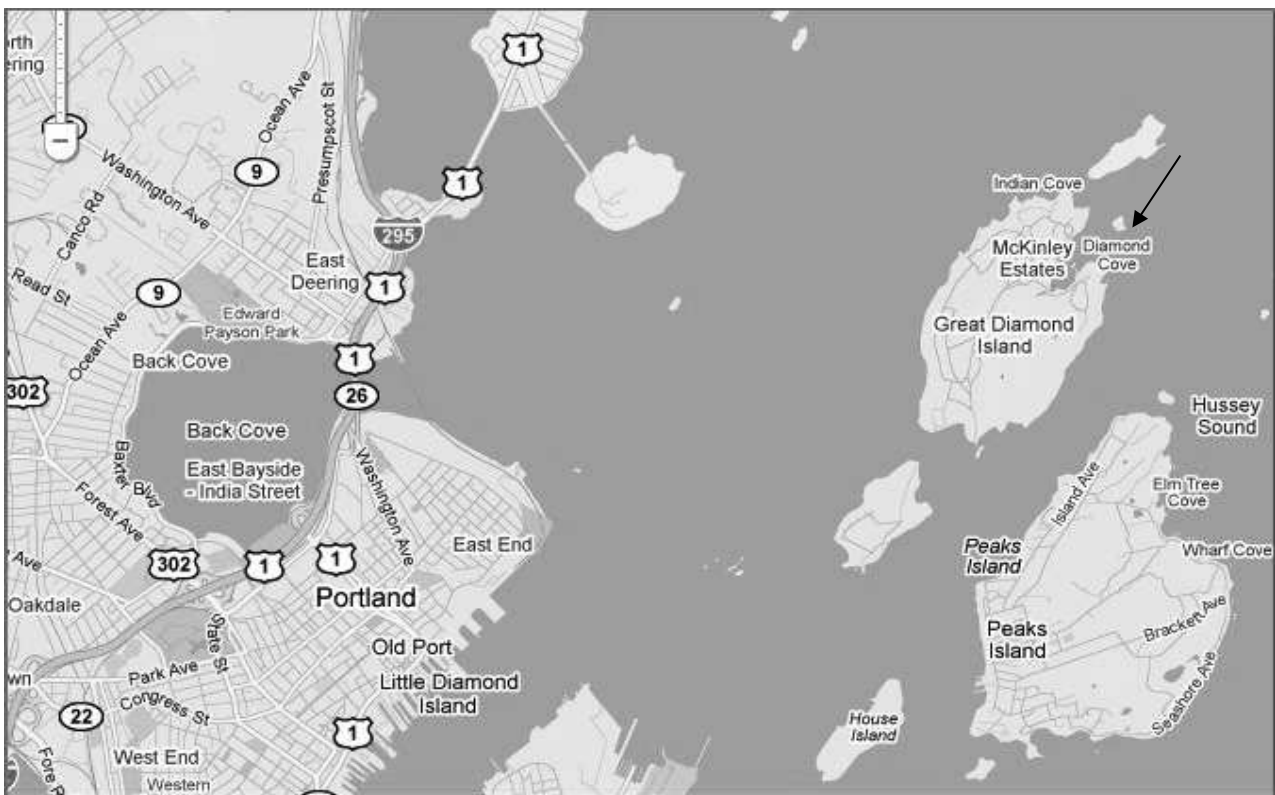 1
orth
ering
Ocean Ave
Presumpscot St
9
1
Washington Ave
Canco Rd
Indian Cove
295
McKinley
Estates
Diamond
Cove
Read St
East
Deering
1
9
Edward
Payson Park
Great Diamond
Island
Ocean Ave
Back Cove
1
302
26
Hussey
Sound
Back Cove
Baxter Blvd
East Bayside
- India Street
Washington Ave
Island Ave
Elm Tree
Cove
Forest Ave
East End
Peaks
Island
Wharf Cove
Ave
302
1
1
Oakdale
Portland
State St
Peaks
Island
Brackett Ave
Old Port
Park Ave
wn
Little Diamond
Island
Congress St
Seashore Ave
22
House
Island
1
West End
Fore R
Western